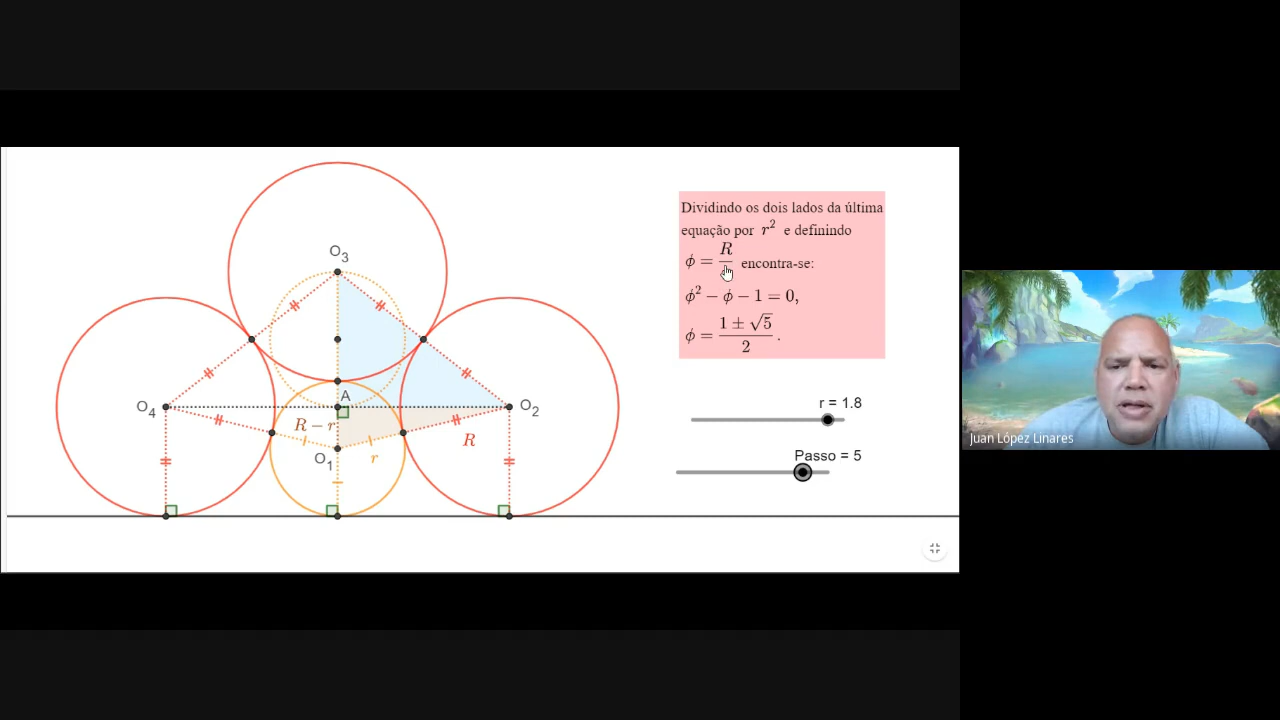 Dividindo os dois lados da última
equação por r² e definindo
ϕ = R/r encontra-se:
ϕ² − ϕ − 1 = 0,
ϕ = (1 ± √5)/2 .
O₃
r = 1.8
A
O₄
O₂
R − r
R
Juan López Linares
Passo = 5
O₁
r